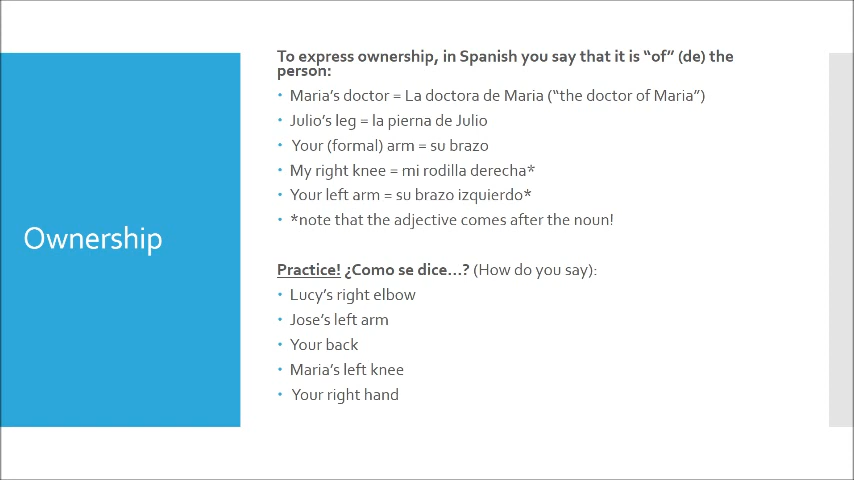 Ownership
To express ownership, in Spanish you say that it is “of” (de) the
person:
• Maria’s doctor = La doctora de Maria (“the doctor of Maria”)
• Julio’s leg = la pierna de Julio
• Your (formal) arm = su brazo
• My right knee = mi rodilla derecha*
• Your left arm = su brazo izquierdo*
• *note that the adjective comes after the noun!
Practice! ¿Como se dice...? (How do you say):
• Lucy’s right elbow
• Jose’s left arm
• Your back
• Maria’s left knee
• Your right hand